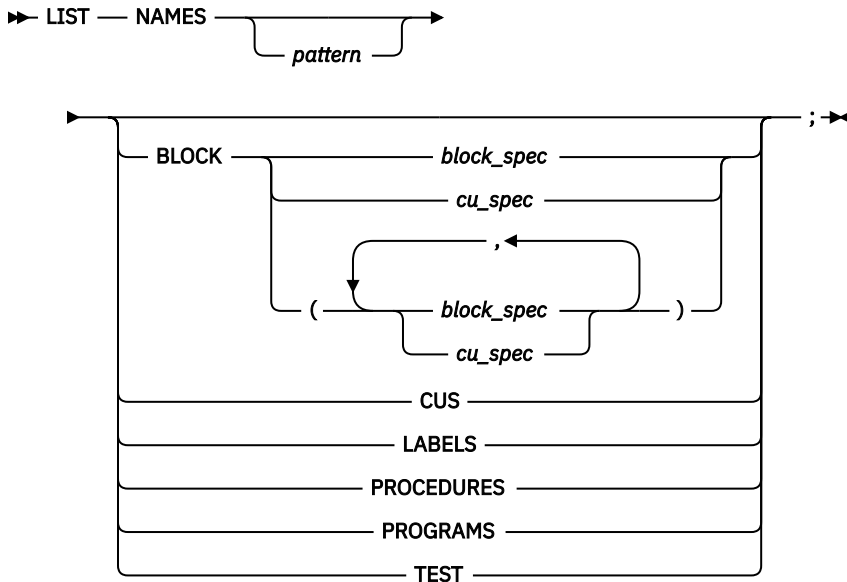 LIST NAMES
pattern
;
BLOCK block_spec
cu_spec
,
( block_spec )
cu_spec
CUS
LABELS
PROCEDURES
PROGRAMS
TEST